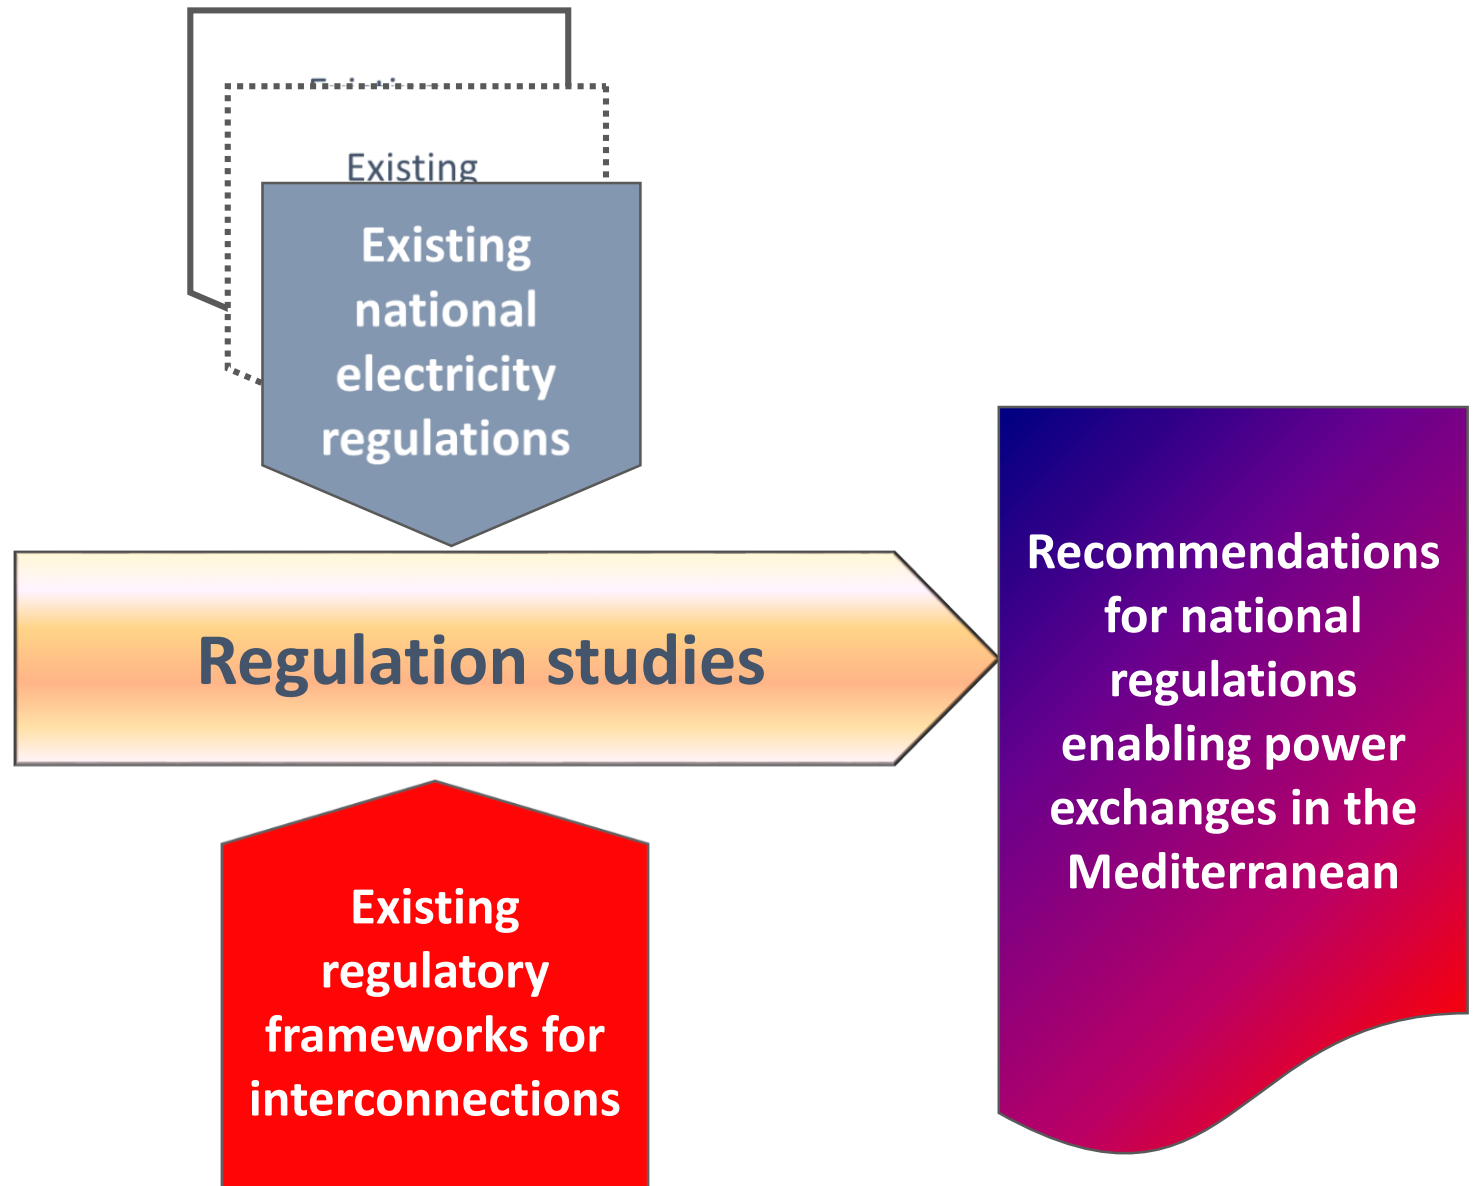 Existing
Existing
national
electricity
regulations
Regulation studies
Existing
regulatory
frameworks for
interconnections
Recommendations
for national
regulations
enabling power
exchanges in the
Mediterranean